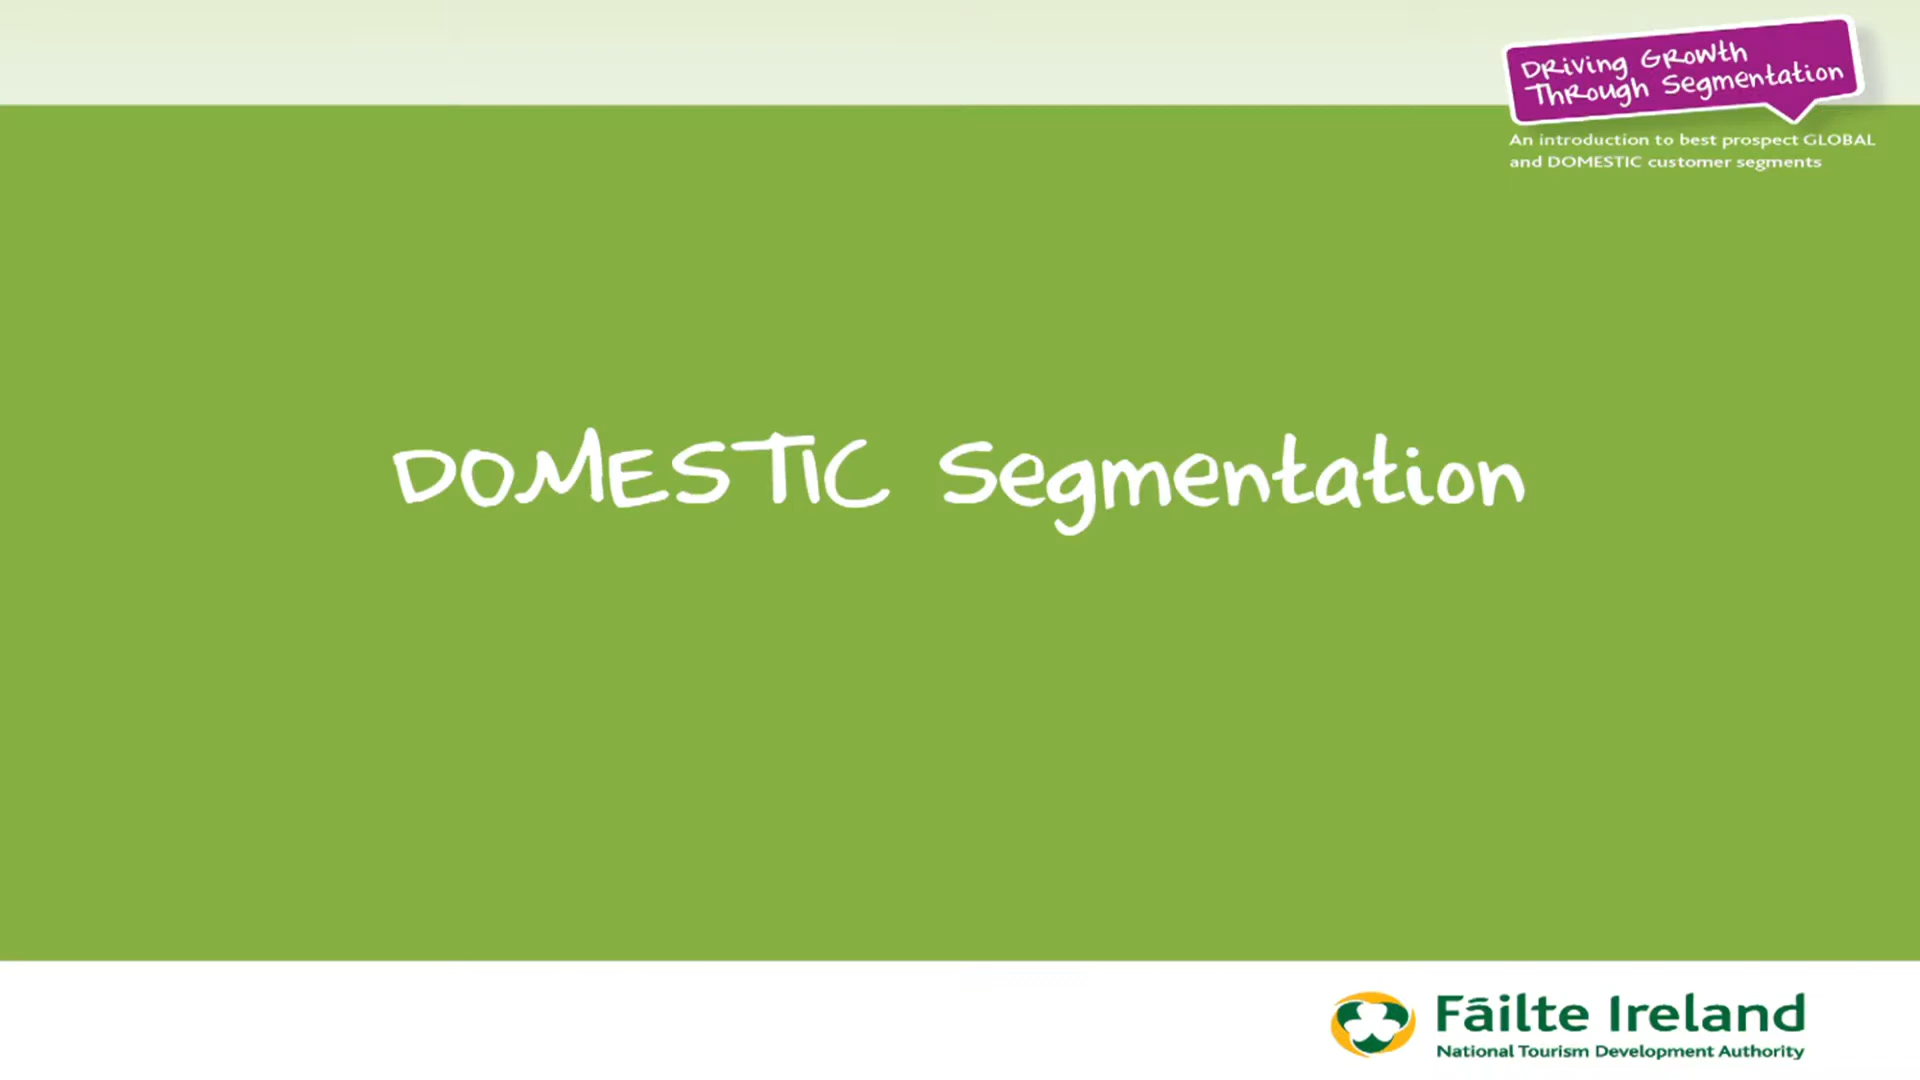 DRiving GRowth
ThRough Segmentation
An introduction to best prospect GLOBAL
and DOMESTIC customer segments
DOMESTIC Segmentation
Fáilte Ireland
National Tourism Development Authority